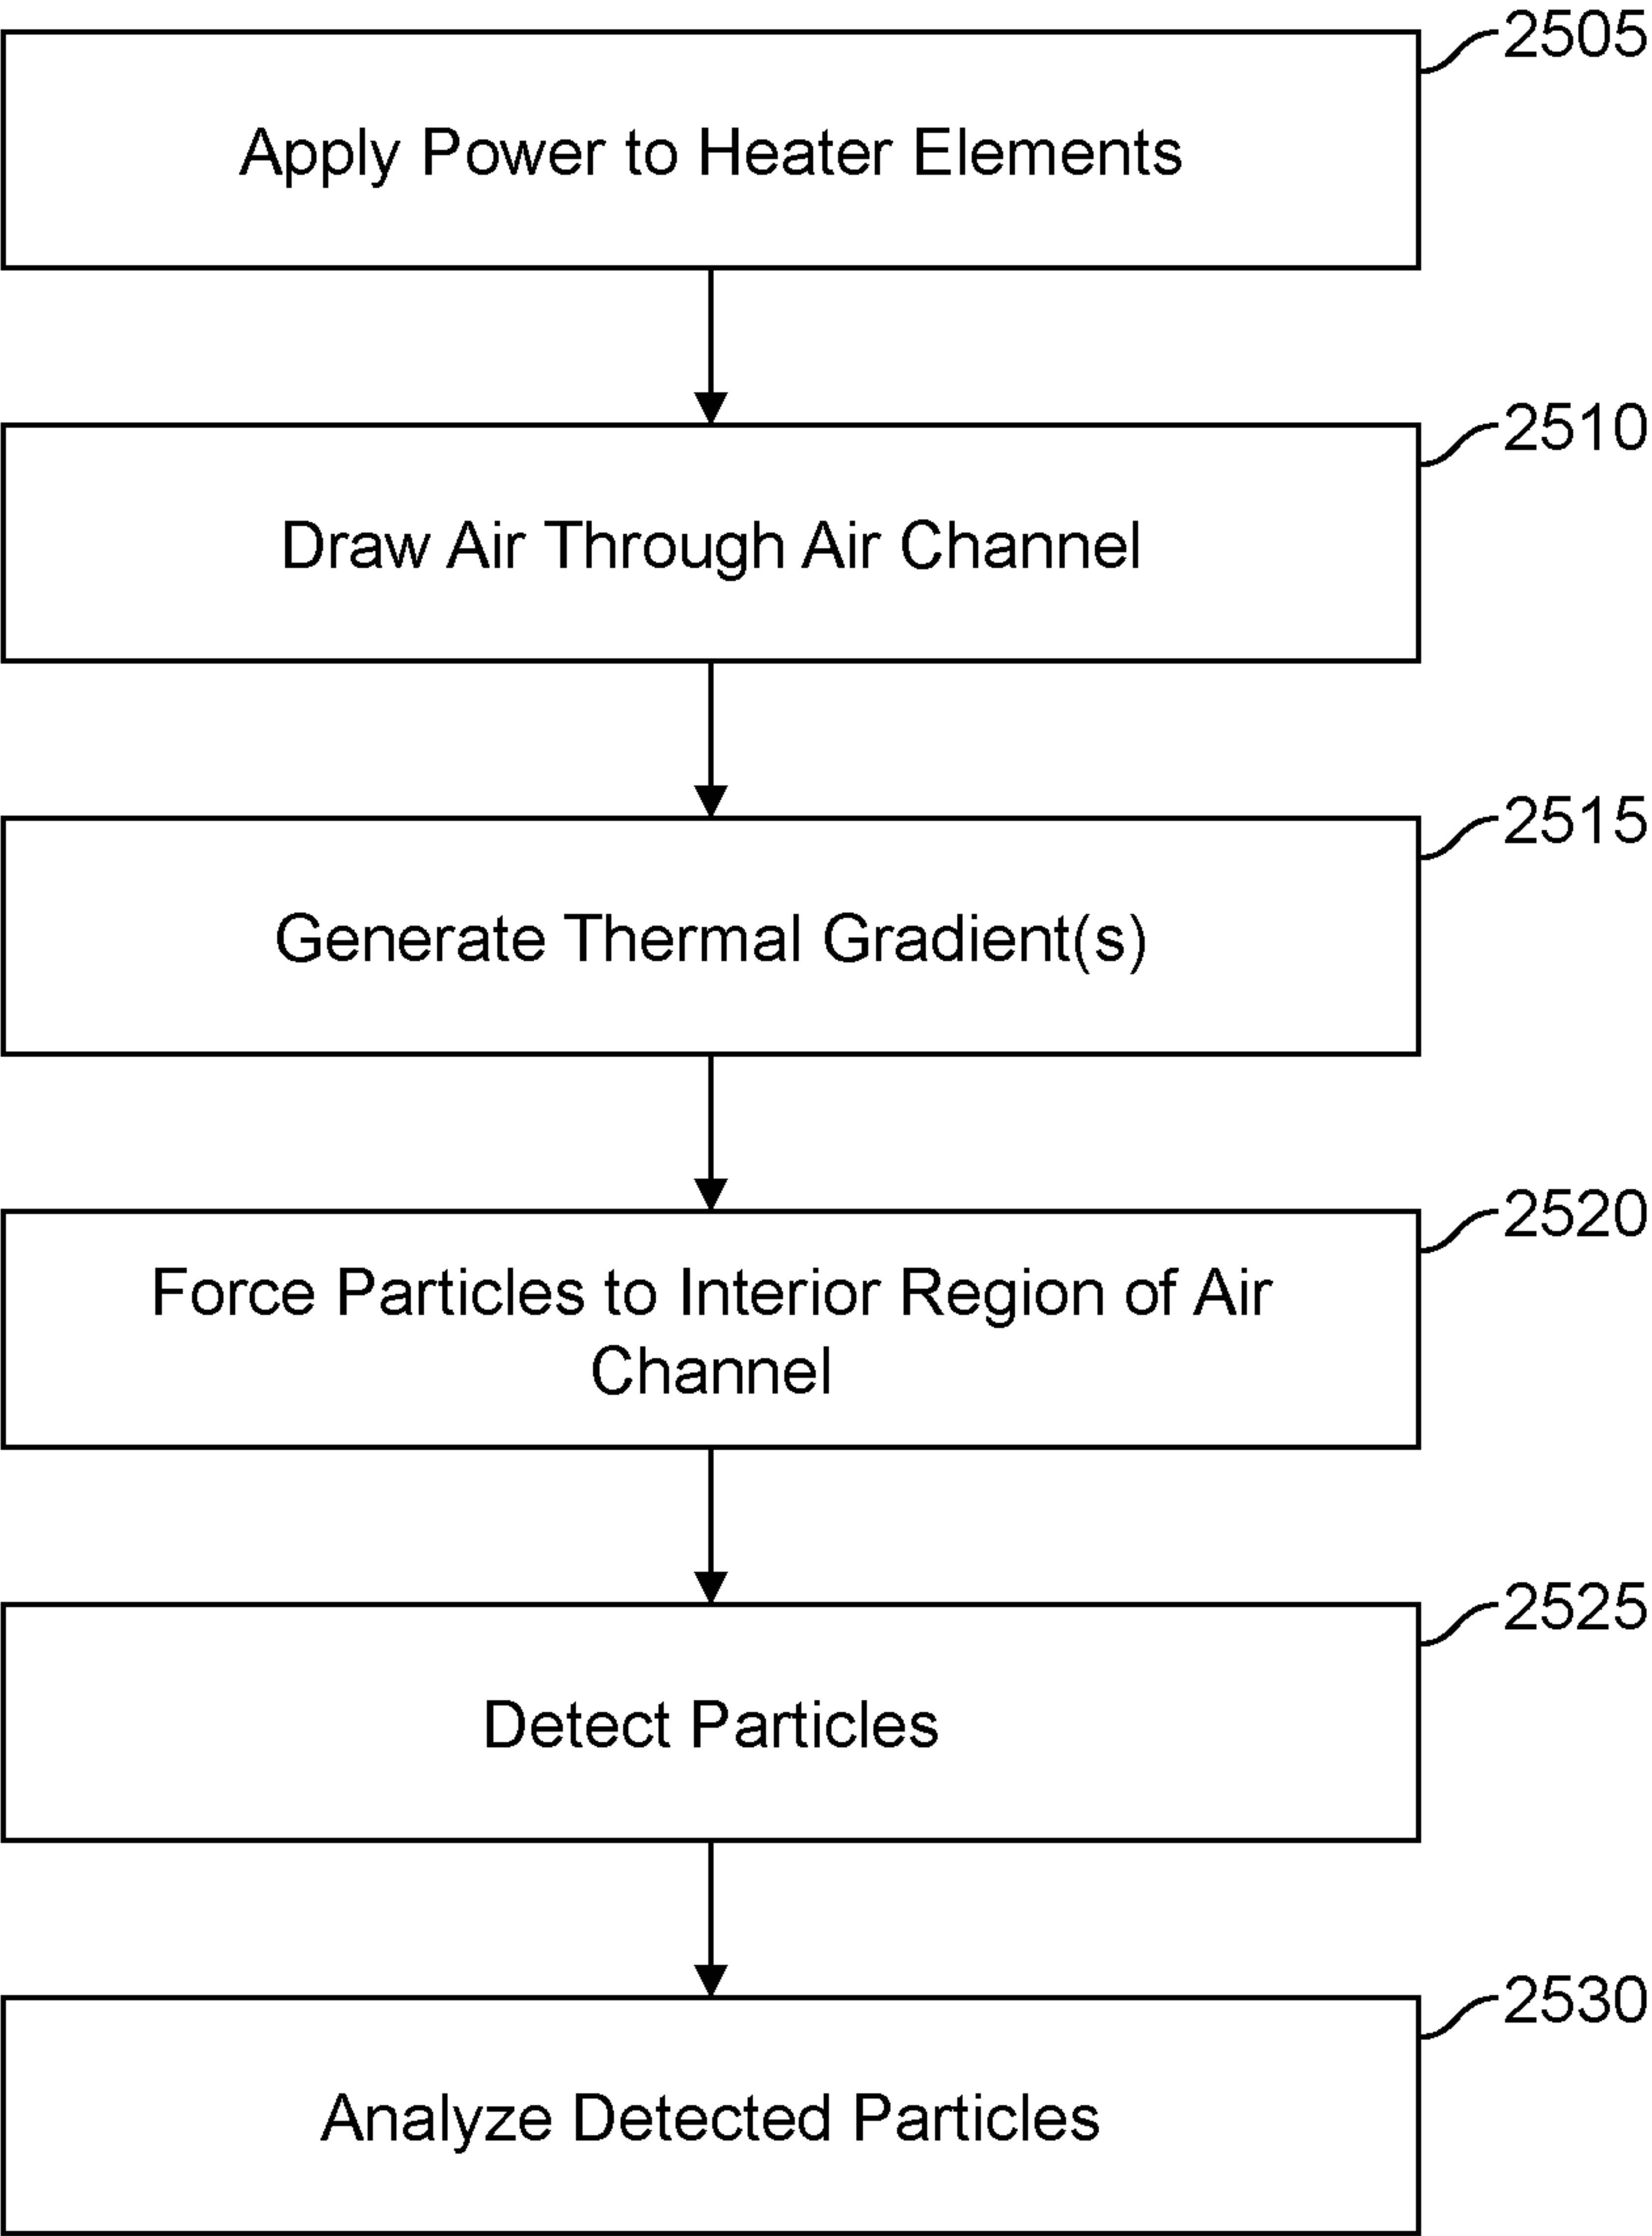 2505
Apply Power to Heater Elements
2510
Draw Air Through Air Channel
2515
Generate Thermal Gradient(s)
2520
Force Particles to Interior Region of Air
Channel
2525
Detect Particles
2530
Analyze Detected Particles